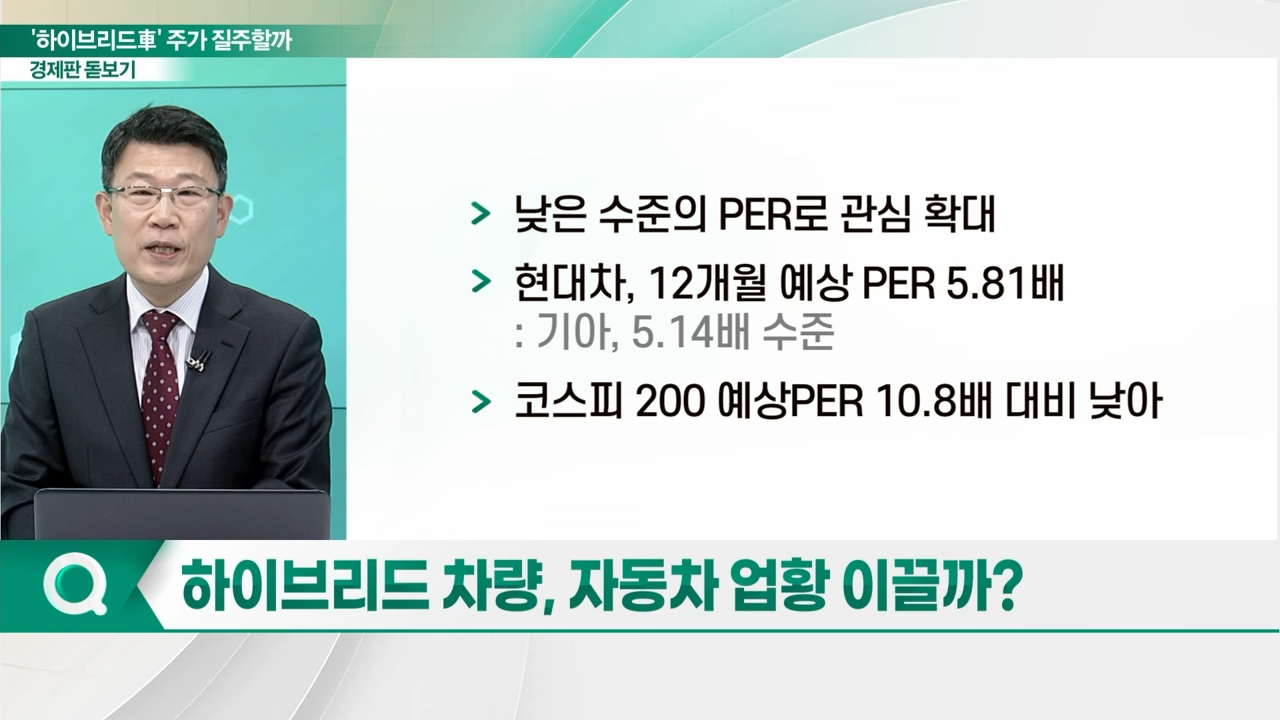 '하이브리드車' 주가 질주할까
경제판 돋보기
> 낮은 수준의 PER로 관심 확대
> 현대차, 12개월 예상 PER 5.81배
: 기아, 5.14배 수준
> 코스피 200 예상PER 10.8배 대비 낮아
하이브리드 차량, 자동차 업황 이끌까?